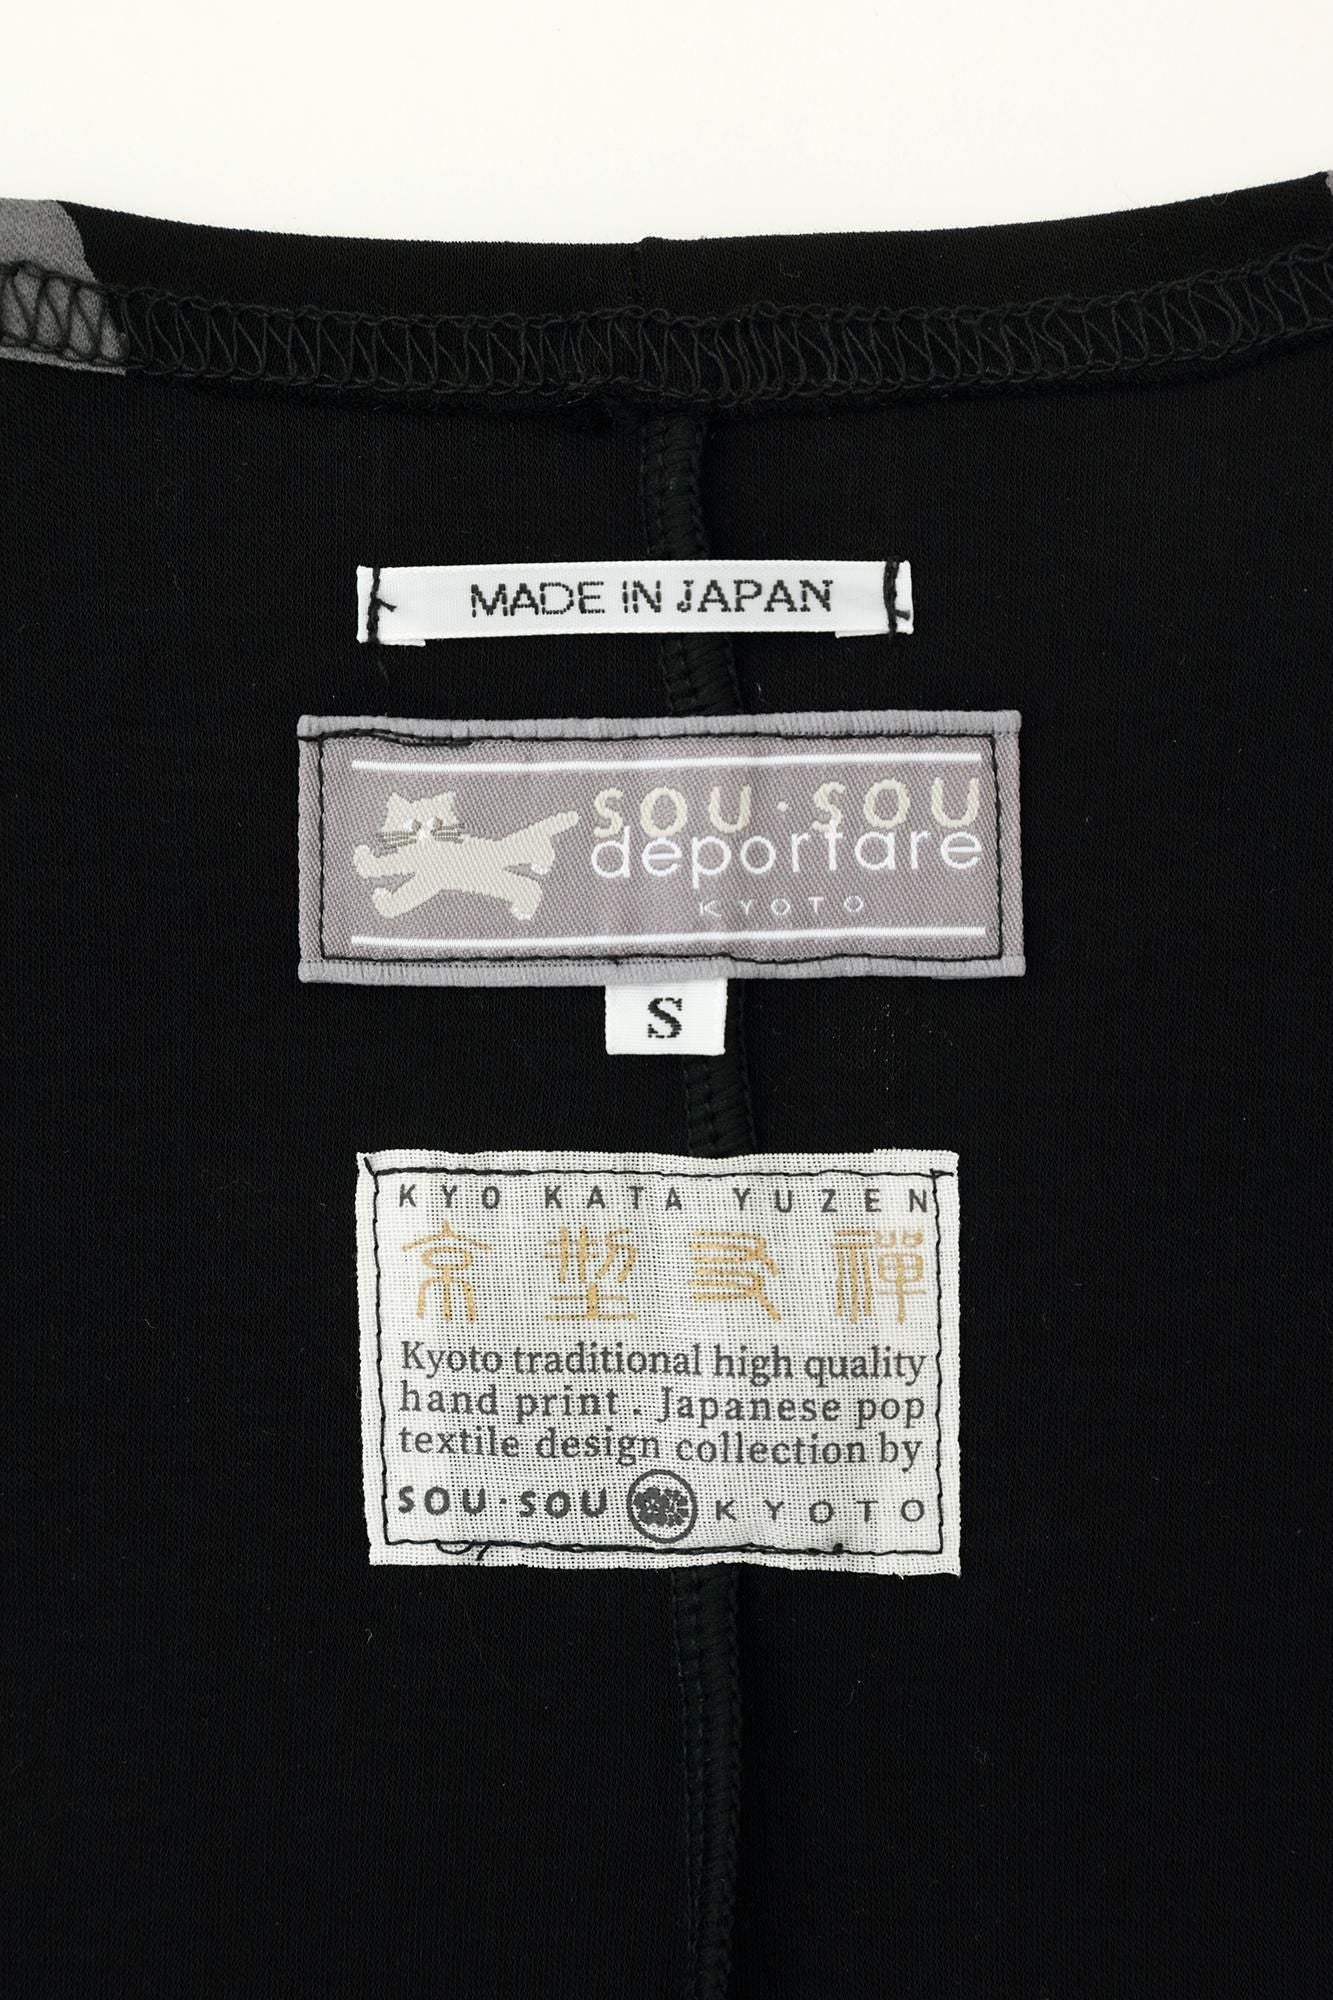 MADE IN JAPAN
SOU・SOU
deportare
KYOTO
S
KYO KATA YUZEN
京型友禅
Kyoto traditional high quality
hand print . Japanese pop
textile design collection by
SOU・SOU KYOTO